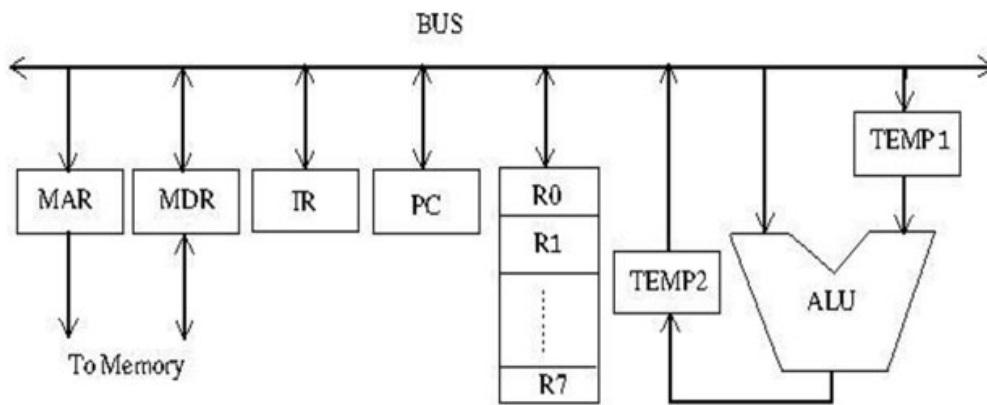 BUS
TEMP1
MAR
MDR
IR
PC
R0
R1
TEMP2
ALU
R7
To Memory